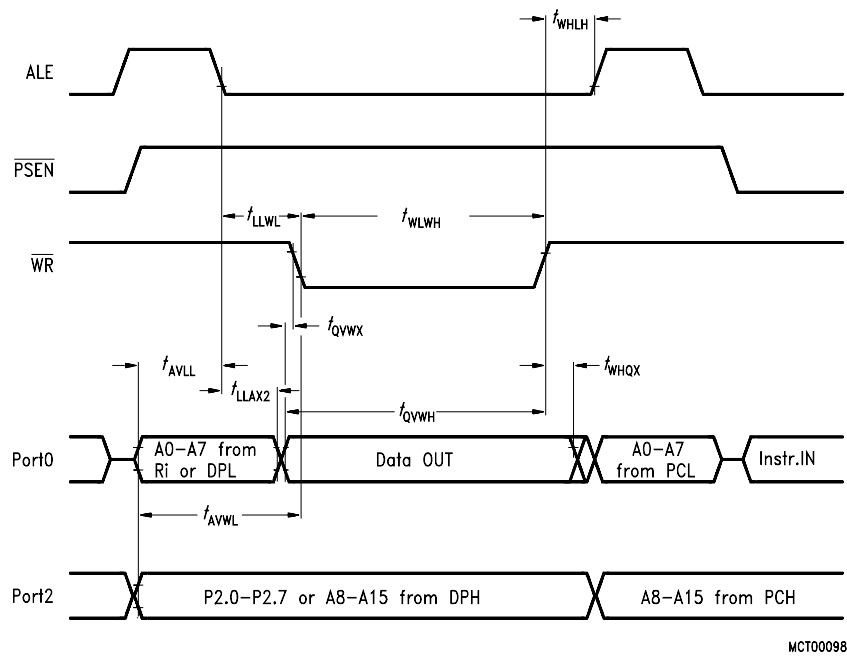 tWHLH
ALE
PSEN
tLLWL
tWLWH
WR
tQVWX
tAVLL
tWHQX
tLLAX2
tQVWH
Port0
A0-A7 from
Ri or DPL
Data OUT
A0-A7
from PCL
Instr.IN
tAVWL
Port2
P2.0-P2.7 or A8-A15 from DPH
A8-A15 from PCH
MCT00098